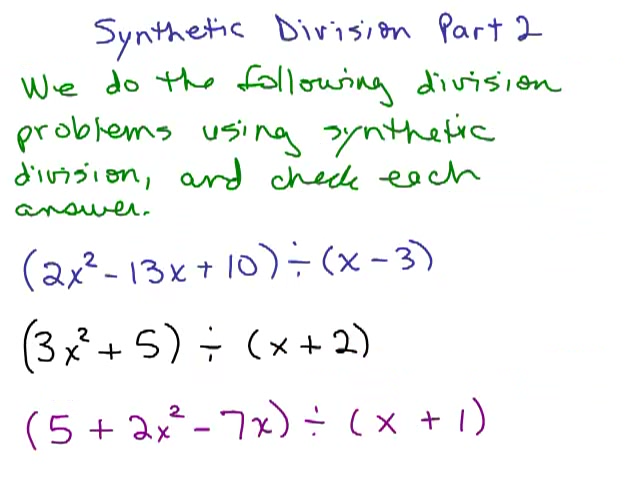 Synthetic Division Part 2
We do the following division
problems using synthetic
division, and check each
answer.
(2x² - 13x + 10) ÷ (x - 3)
(3x² + 5) ÷ (x + 2)
(5 + 2x² - 7x) ÷ (x + 1)